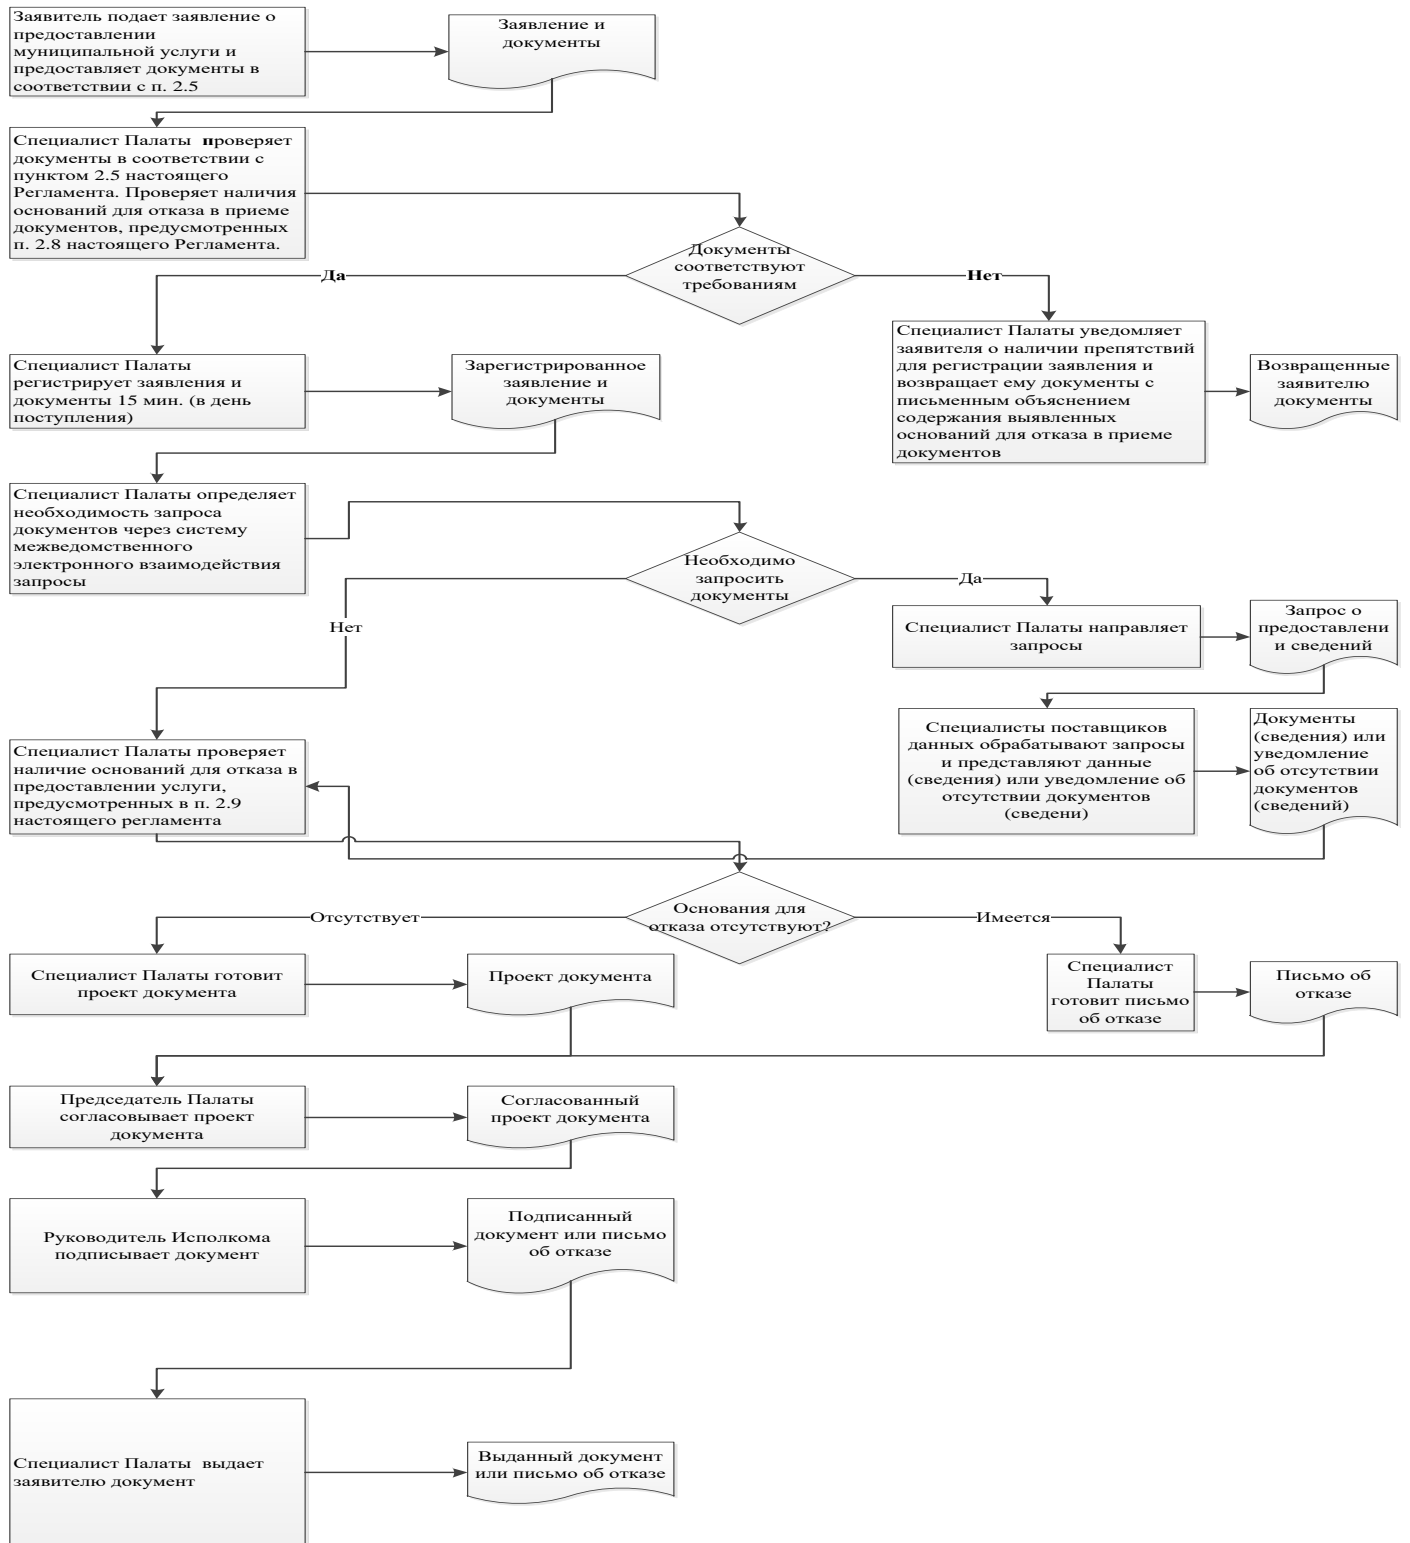 Заявитель подает заявление о
предоставлении
муниципальной услуги и
предоставляет документы в
соответствии с п. 2.5
Заявление и
документы
Специалист Палаты  проверяет
документы в соответствии с
пунктом 2.5 настоящего
Регламента. Проверяет наличия
оснований для отказа в приеме
документов, предусмотренных
п. 2.8 настоящего Регламента.
Документы
соответствуют
требованиям
Да
Нет
Специалист Палаты
регистрирует заявления и
документы 15 мин. (в день
поступления)
Зарегистрированное
заявление и
документы
Специалист Палаты уведомляет
заявителя о наличии препятствий
для регистрации заявления и
возвращает ему документы с
письменным объяснением
содержания выявленных
оснований для отказа в приеме
документов
Возвращенные
заявителю
документы
Специалист Палаты определяет
необходимость запроса
документов через систему
межведомственного
электронного взаимодействия
запросы
Необходимо
запросить
документы
Да
Нет
Специалист Палаты направляет
запросы
Запрос о
предоставлени
и сведений
Специалисты поставщиков
данных обрабатывают запросы
и представляют данные
(сведения) или уведомление об
отсутствии документов
(сведени)
Документы
(сведения) или
уведомление
об отсутствии
документов
(сведений)
Специалист Палаты проверяет
наличие оснований для отказа в
предоставлении услуги,
предусмотренных в п. 2.9
настоящего регламента
Основания для
отказа отсутствуют?
Отсутствует
Имеется
Специалист Палаты готовит
проект документа
Проект документа
Специалист
Палаты
готовит письмо
об отказе
Письмо об
отказе
Председатель Палаты
согласовывает проект
документа
Согласованный
проект документа
Руководитель Исполкома
подписывает документ
Подписанный
документ или письмо
об отказе
Специалист Палаты  выдает
заявителю документ
Выданный документ
или письмо об отказе